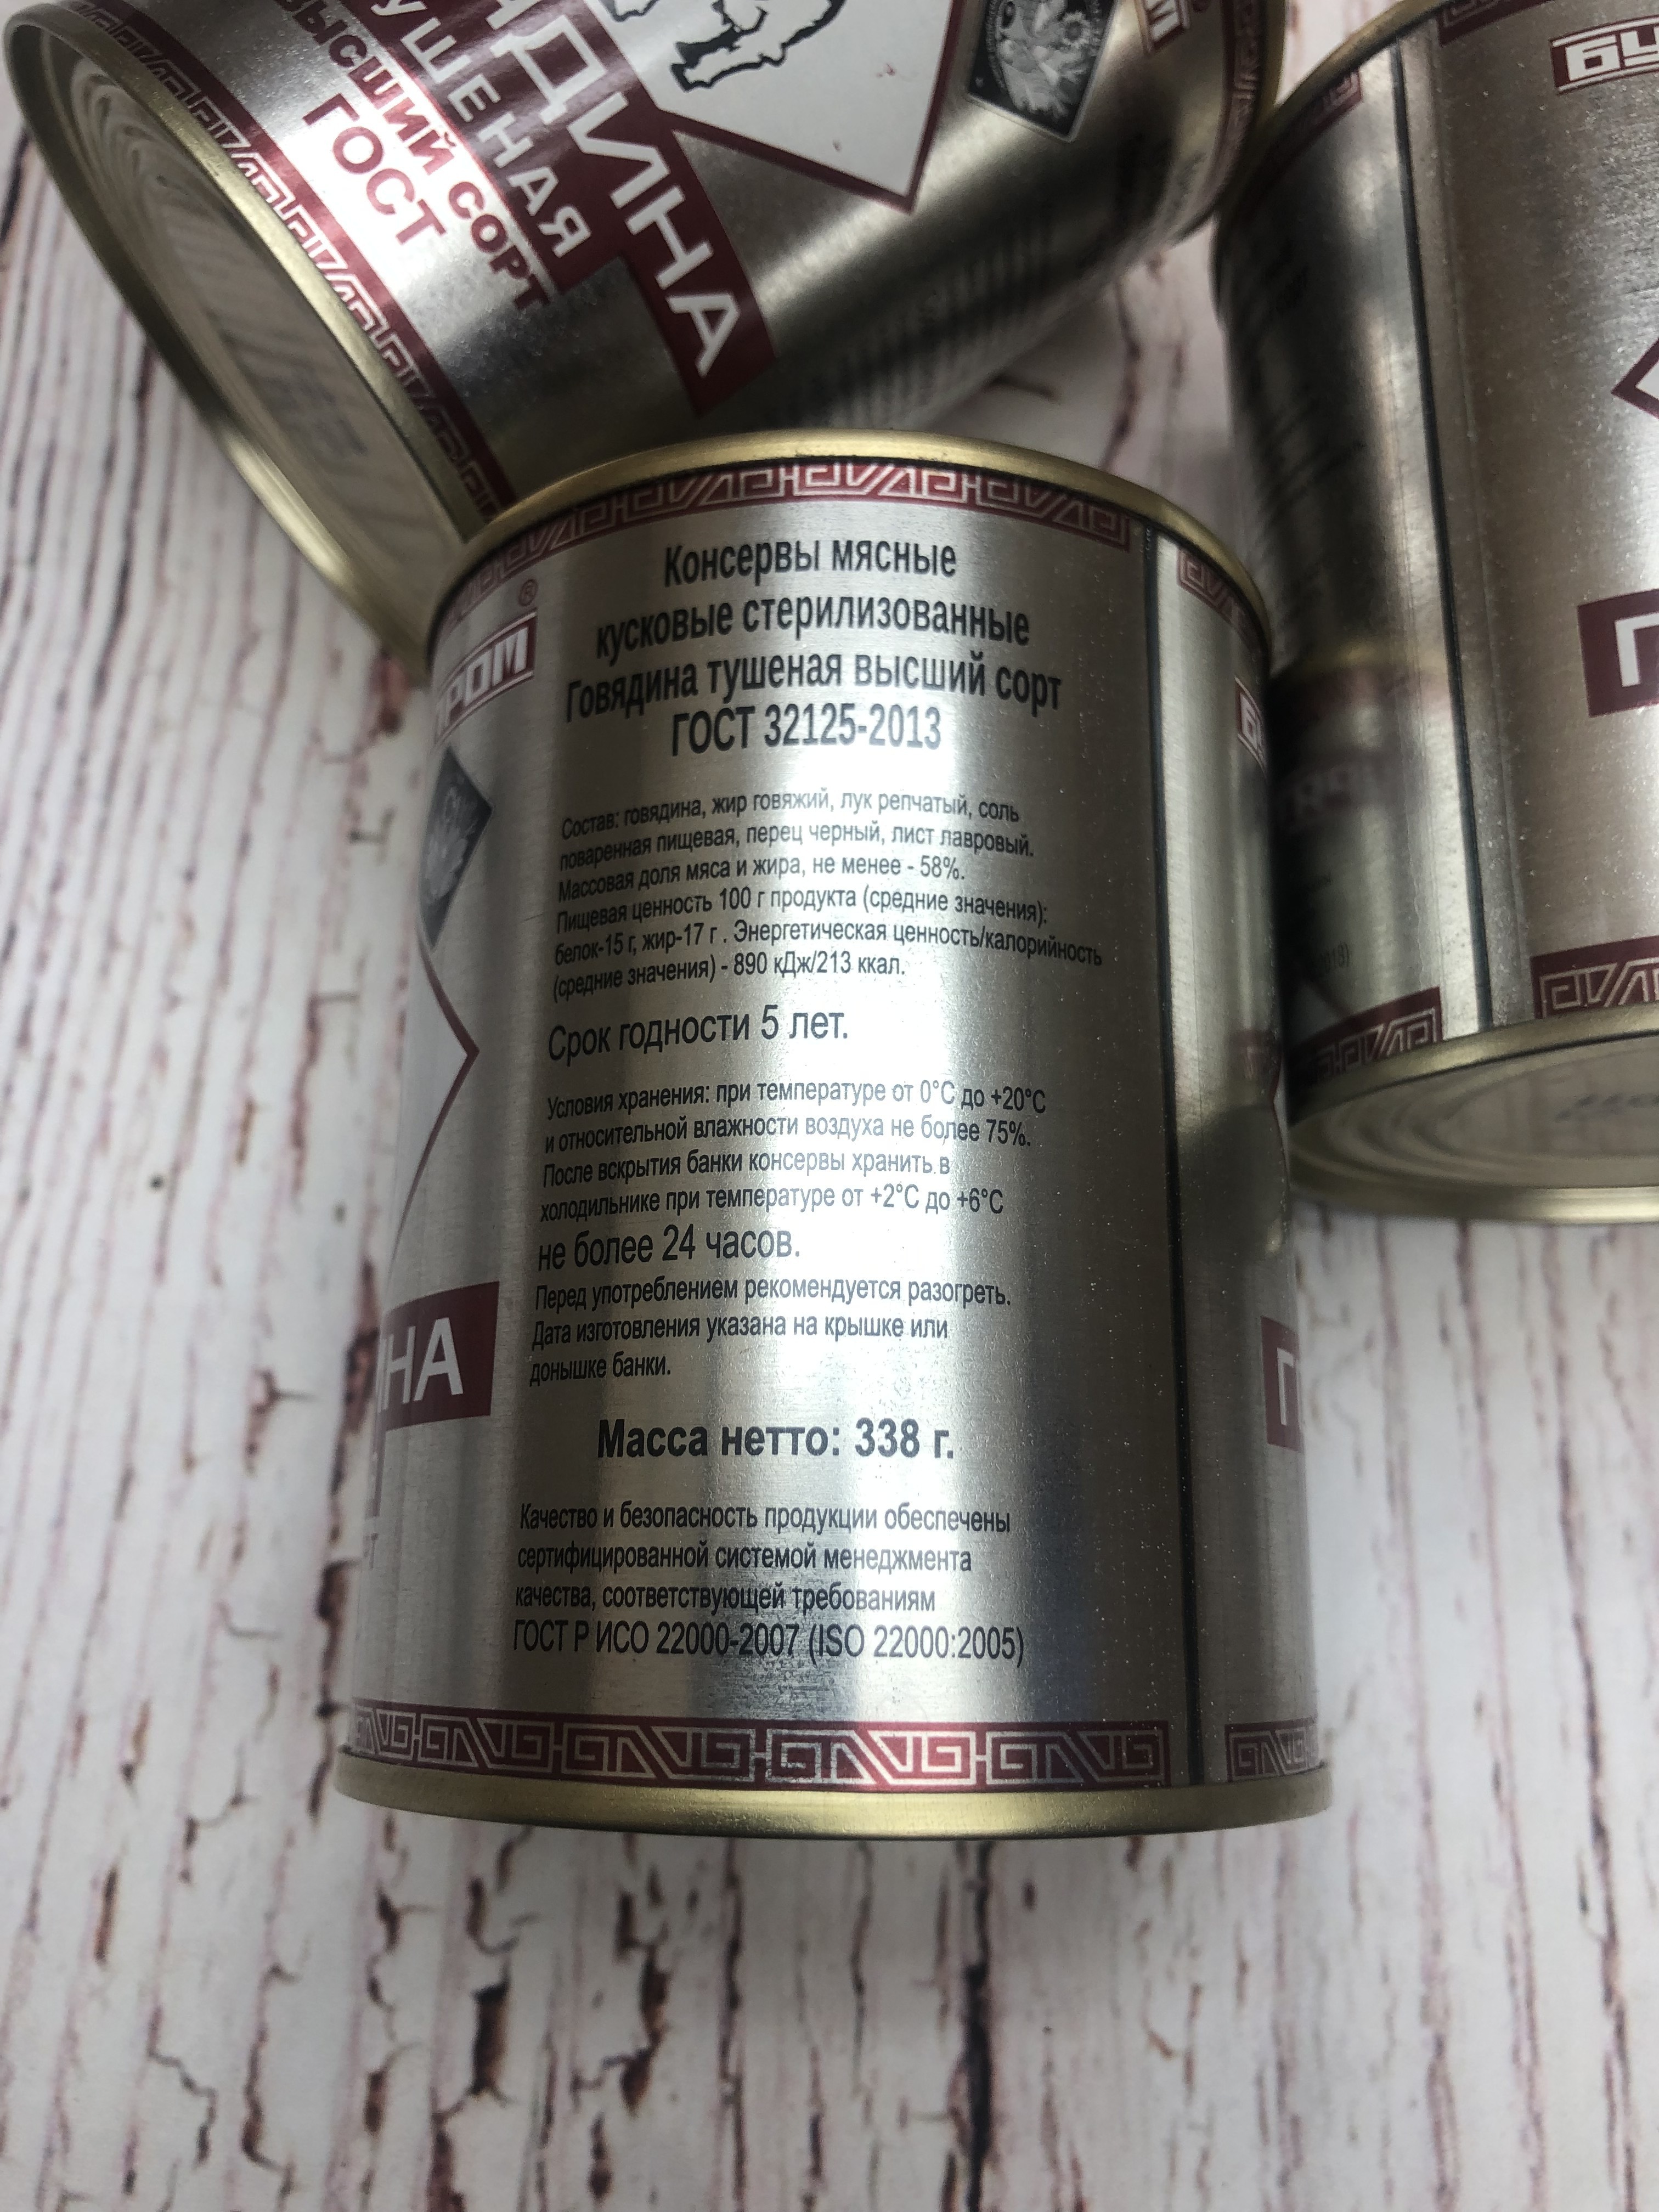 ДИНА
УШЕНАЯ
ВЫСШИЙ СОРТ
ГОСТ
М
БУ
П
ПРОМ
®
Консервы мясные
кусковые стерилизованные
Говядина тушеная высший сорт
ГОСТ 32125-2013
Состав: говядина, жир говяжий, лук репчатый, соль
поваренная пищевая, перец черный, лист лавровый.
Массовая доля мяса и жира, не менее - 58%.
Пищевая ценность 100 г продукта (средние значения):
белок-15 г, жир-17 г . Энергетическая ценность/калорийность
(средние значения) - 890 кДж/213 ккал.
Срок годности 5 лет.
Условия хранения: при температуре от 0°С до +20°С
и относительной влажности воздуха не более 75%.
После вскрытия банки консервы хранить в
холодильнике при температуре от +2°С до +6°С
не более 24 часов.
Перед употреблением рекомендуется разогреть.
Дата изготовления указана на крышке или
донышке банки.
Масса нетто: 338 г.
Качество и безопасность продукции обеспечены
сертифицированной системой менеджмента
качества, соответствующей требованиям
ГОСТ Р ИСО 22000-2007 (ISO 22000:2005)
ИНА
Б
Г